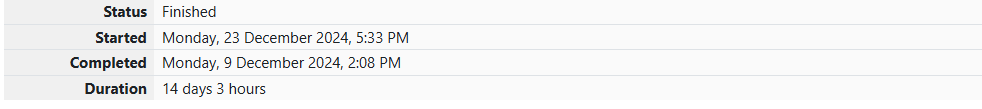 Status Finished
Started Monday, 23 December 2024, 5:33 PM
Completed Monday, 9 December 2024, 2:08 PM
Duration 14 days 3 hours